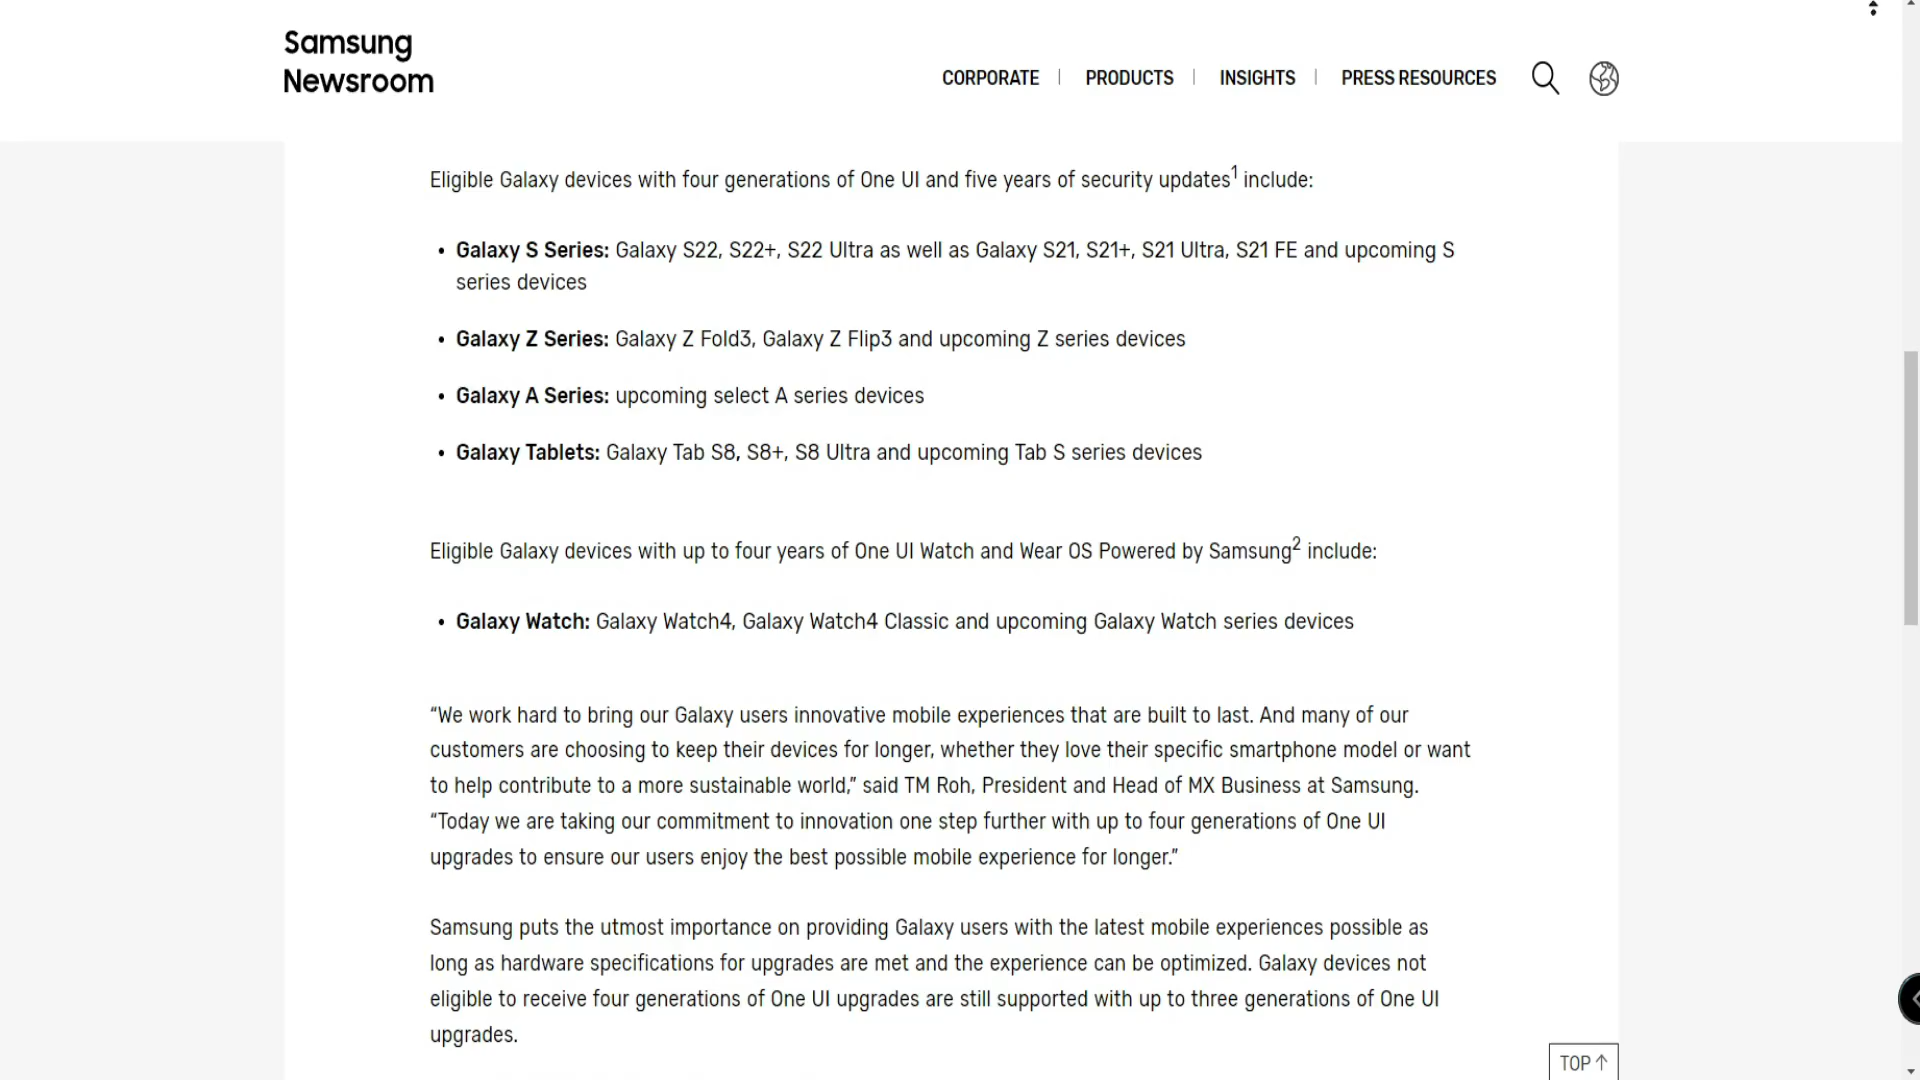 Samsung
Newsroom
CORPORATE | PRODUCTS | INSIGHTS | PRESS RESOURCES
Eligible Galaxy devices with four generations of One UI and five years of security updates1 include:
• Galaxy S Series: Galaxy S22, S22+, S22 Ultra as well as Galaxy S21, S21+, S21 Ultra, S21 FE and upcoming S
series devices
• Galaxy Z Series: Galaxy Z Fold3, Galaxy Z Flip3 and upcoming Z series devices
• Galaxy A Series: upcoming select A series devices
• Galaxy Tablets: Galaxy Tab S8, S8+, S8 Ultra and upcoming Tab S series devices
Eligible Galaxy devices with up to four years of One UI Watch and Wear OS Powered by Samsung2 include:
• Galaxy Watch: Galaxy Watch4, Galaxy Watch4 Classic and upcoming Galaxy Watch series devices
“We work hard to bring our Galaxy users innovative mobile experiences that are built to last. And many of our
customers are choosing to keep their devices for longer, whether they love their specific smartphone model or want
to help contribute to a more sustainable world,” said TM Roh, President and Head of MX Business at Samsung.
“Today we are taking our commitment to innovation one step further with up to four generations of One UI
upgrades to ensure our users enjoy the best possible mobile experience for longer.”
Samsung puts the utmost importance on providing Galaxy users with the latest mobile experiences possible as
long as hardware specifications for upgrades are met and the experience can be optimized. Galaxy devices not
eligible to receive four generations of One UI upgrades are still supported with up to three generations of One UI
upgrades.
TOP ↑